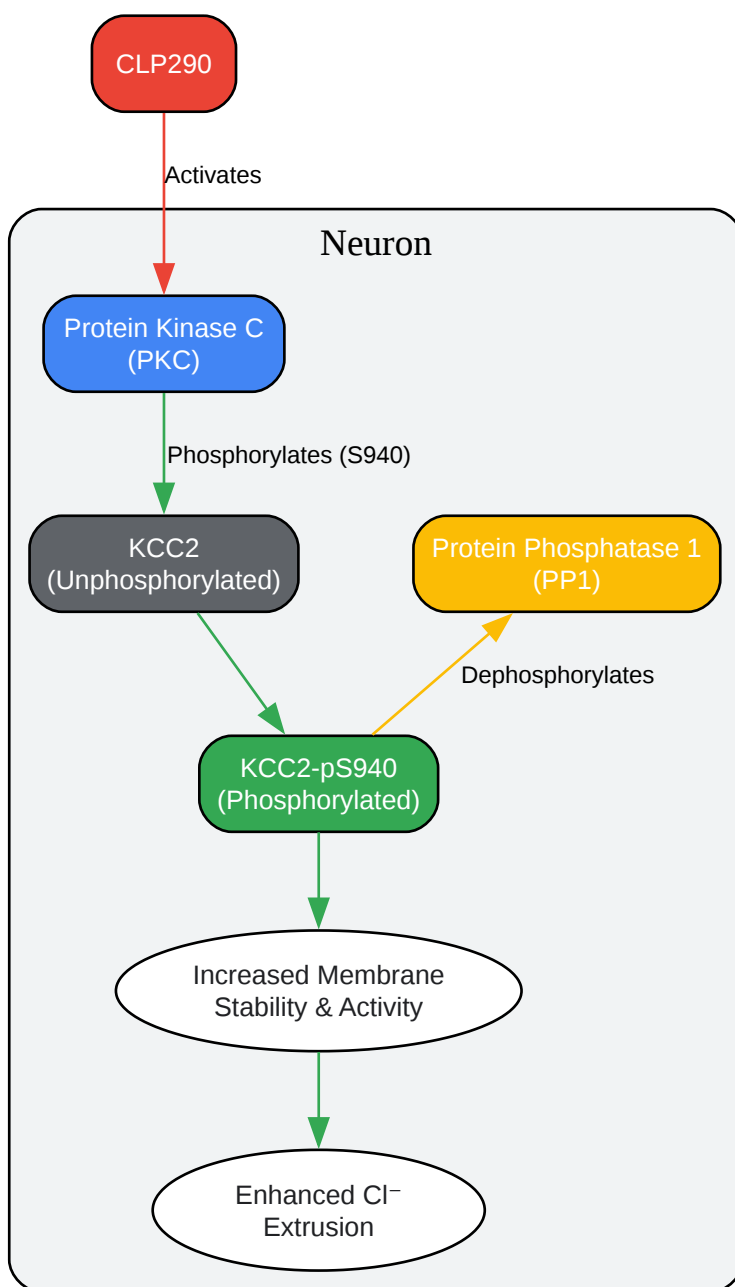 CLP290
Activates
Neuron
Protein Kinase C
(PKC)
Phosphorylates (S940)
KCC2
(Unphosphorylated)
Protein Phosphatase 1
(PP1)
Dephosphorylates
KCC2-pS940
(Phosphorylated)
Increased Membrane
Stability & Activity
Enhanced Cl⁻
Extrusion